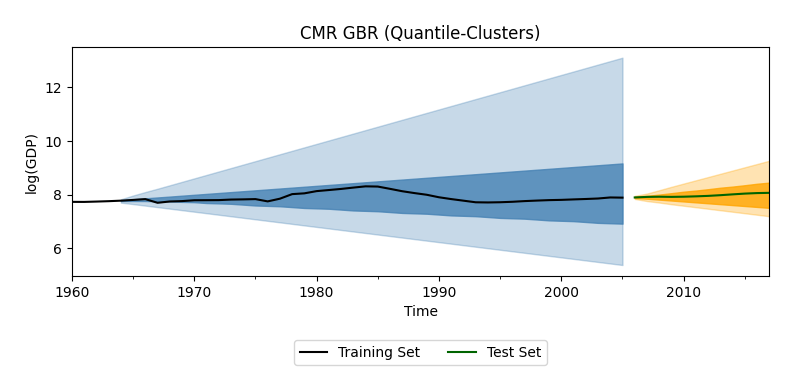 CMR GBR (Quantile-Clusters)
log(GDP)
12
10
8
6
1960 1970 1980 1990 2000 2010
Time
Training Set Test Set